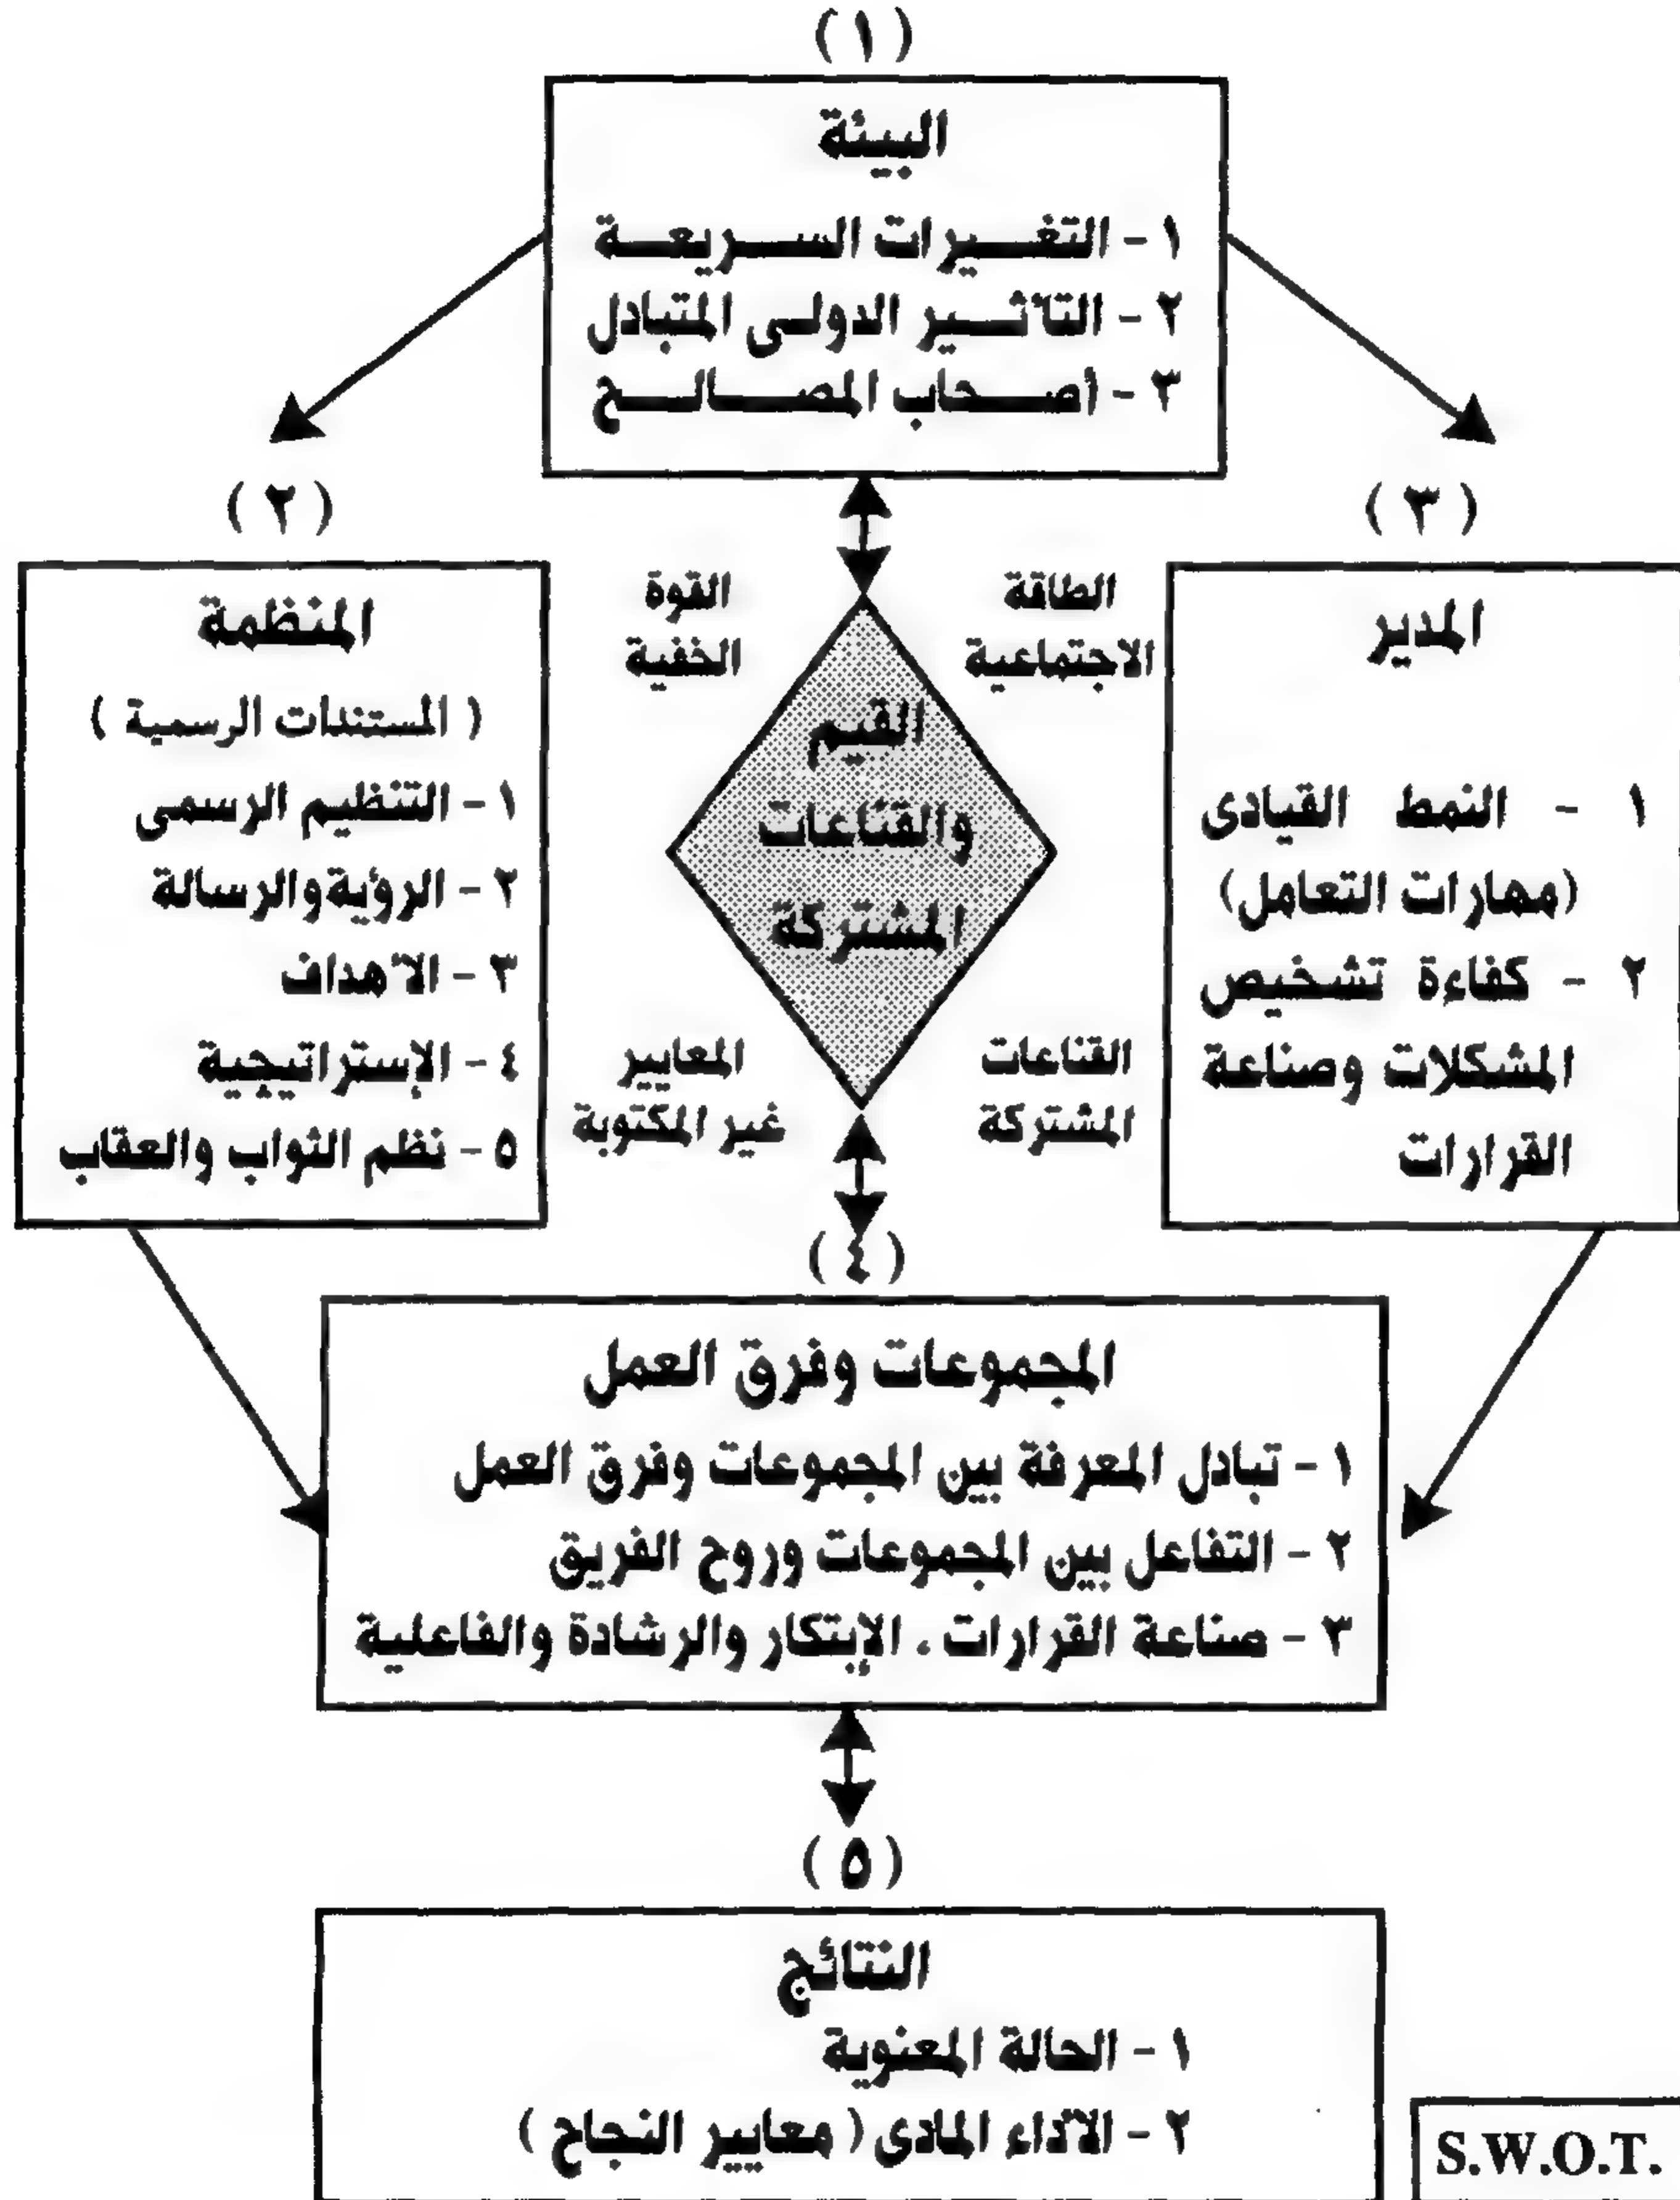 (١)
البيئة
١ - التغيرات السريعة
٢ - التأثير الدولى المتبادل
٣ - أصحاب المصالح
(٣)
المدير
١ - النمط القيادى
(مهارات التعامل)
٢ - كفاءة تشخيص
المشكلات وصناعة
القرارات
الطاقة
الاجتماعية
القوة
الخفية
القيم
والقناعات
المشتركة
القناعات
المشتركة
المعايير
غير المكتوبة
(٢)
المنظمة
( المستندات الرسمية )
١ - التنظيم الرسمى
٢ - الرؤية والرسالة
٣ - الأهداف
٤ - الإستراتيجية
٥ - نظم الثواب والعقاب
(٤)
المجموعات وفرق العمل
١ - تبادل المعرفة بين المجموعات وفرق العمل
٢ - التفاعل بين المجموعات وروح الفريق
٣ - صناعة القرارات ، الإبتكار والرشادة والفاعلية
(٥)
النتائج
١ - الحالة المعنوية
٢ - الأداء المادى ( معايير النجاح )
S.W.O.T.